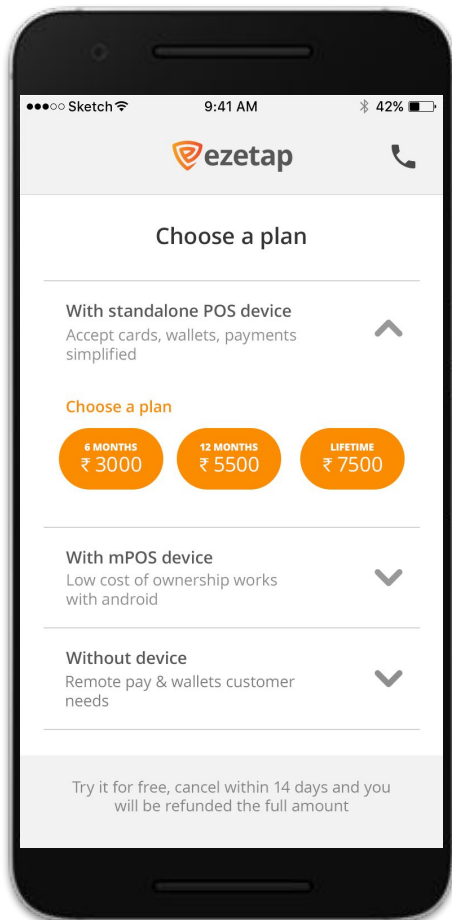 Sketch 9:41 AM 42%
ezetap
Choose a plan
With standalone POS device
Accept cards, wallets, payments
simplified
Choose a plan
6 MONTHS 12 MONTHS LIFETIME
₹ 3000 ₹ 5500 ₹ 7500
With mPOS device
Low cost of ownership works
with android
Without device
Remote pay & wallets customer
needs
Try it for free, cancel within 14 days and you
will be refunded the full amount